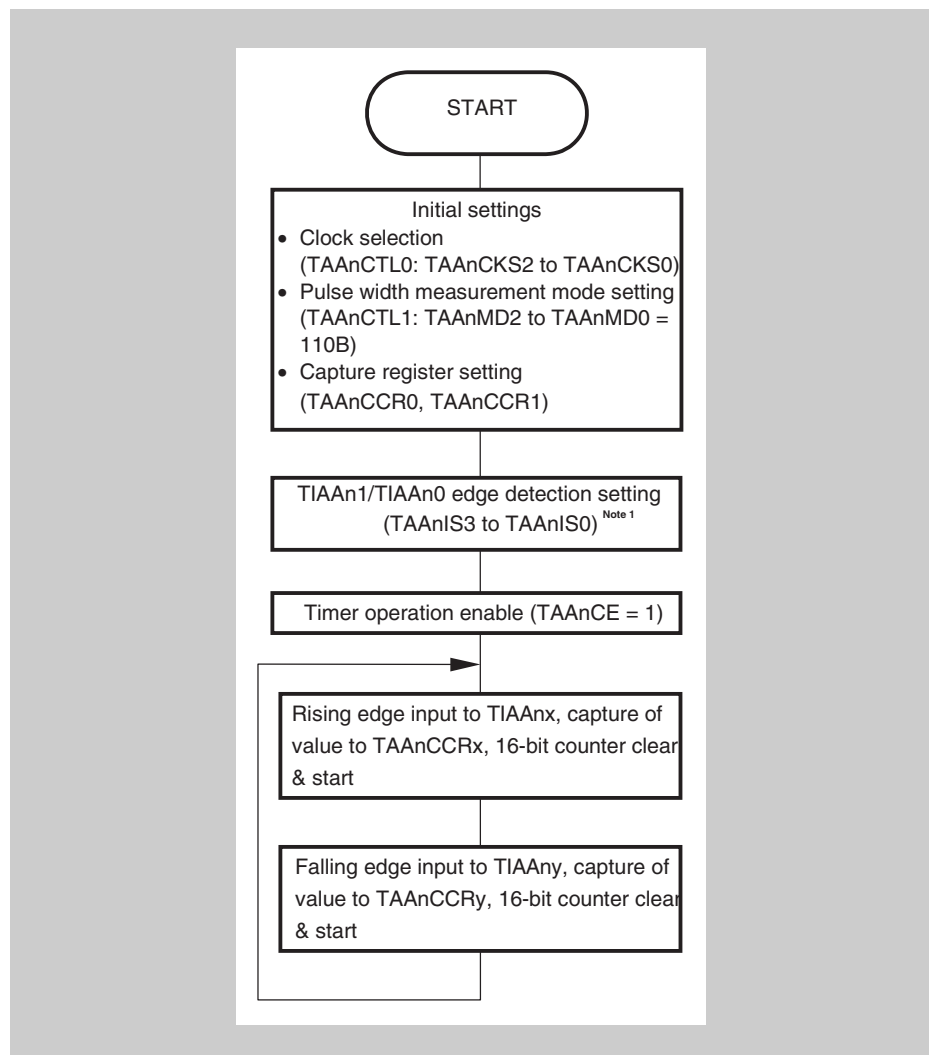 START
Initial settings
• Clock selection
(TAAnCTL0: TAAnCKS2 to TAAnCKS0)
• Pulse width measurement mode setting
(TAAnCTL1: TAAnMD2 to TAAnMD0 =
110B)
• Capture register setting
(TAAnCCR0, TAAnCCR1)
TIAAn1/TIAAn0 edge detection setting
(TAAnIS3 to TAAnIS0) Note 1
Timer operation enable (TAAnCE = 1)
Rising edge input to TIAAnx, capture of
value to TAAnCCRx, 16-bit counter clear
& start
Falling edge input to TIAAny, capture of
value to TAAnCCRy, 16-bit counter clear
& start